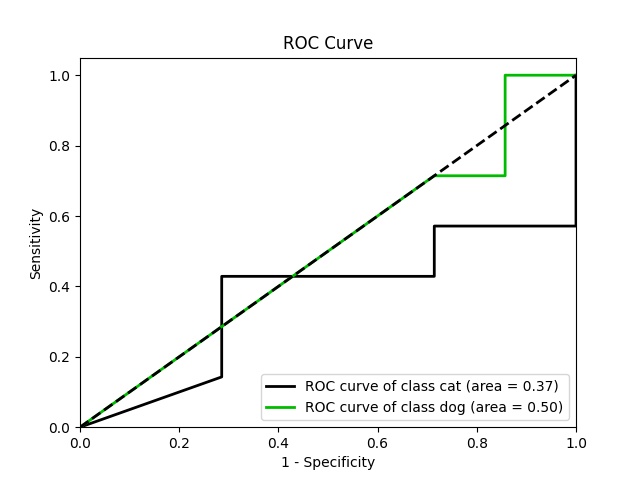 ROC Curve
1.0
0.8
0.6
0.4
0.2
0.0
Sensitivity
ROC curve of class cat (area = 0.37)
ROC curve of class dog (area = 0.50)
0.0 0.2 0.4 0.6 0.8 1.0
1 - Specificity